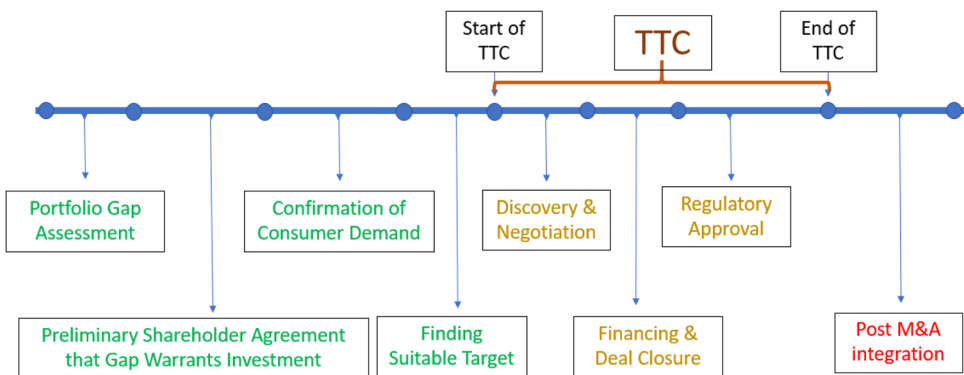 Start of
TTC
TTC
End of
TTC
Portfolio Gap
Assessment
Confirmation of
Consumer Demand
Discovery &
Negotiation
Regulatory
Approval
Preliminary Shareholder Agreement
that Gap Warrants Investment
Finding
Suitable Target
Financing &
Deal Closure
Post M&A
integration